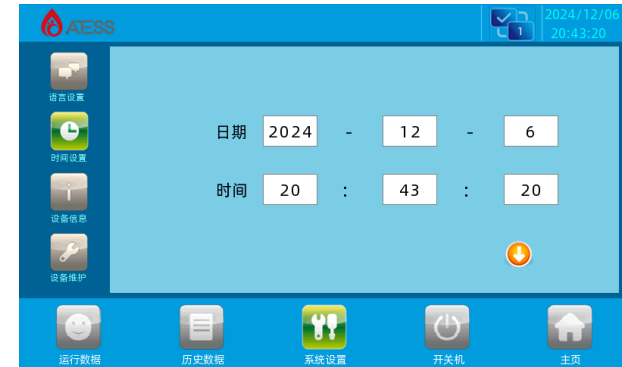 ATESS
1
2024/12/06
20:43:20
语言设置
时间设置
设备信息
设备维护
日期 2024 - 12 - 6
时间 20 : 43 : 20
运行数据 历史数据 系统设置 开关机 主页